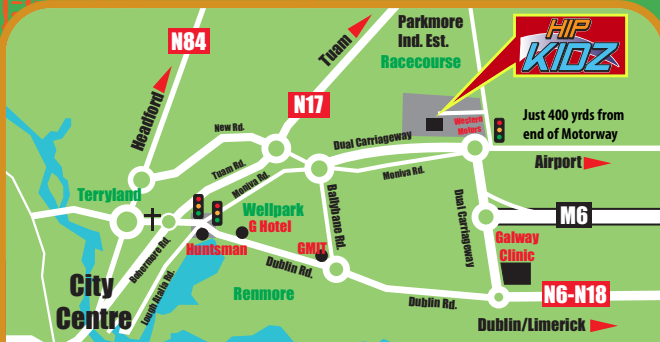 N84
Tuam
Parkmore
Ind. Est.
Racecourse
HIP
KIDZ
Headford
N17
Western
Motors
Just 400 yrds from
end of Motorway
New Rd.
Dual Carriageway
Airport
Tuam Rd.
Moniva Rd.
Moniva Rd.
Terryland
Wellpark
G Hotel
Ballybane Rd.
Dual Carriageway
M6
Huntsman
GMIT
Galway
Clinic
Bohermore Rd.
Dublin Rd.
City
Centre
Lough Atalia Rd.
Renmore
Dublin Rd.
N6-N18
Dublin/Limerick